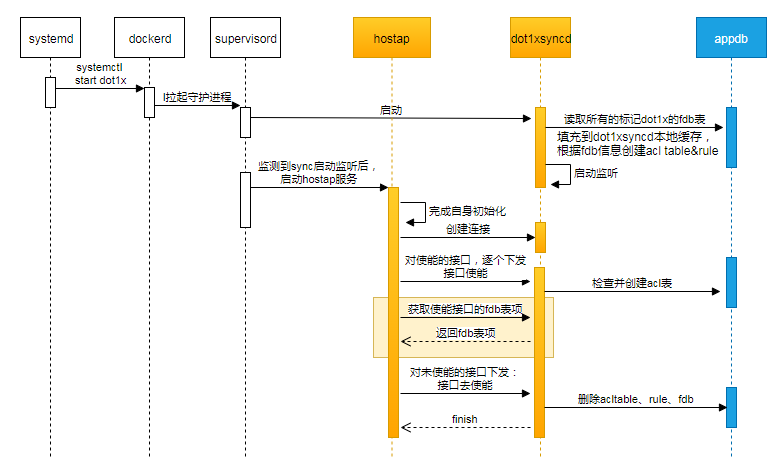 systemd
dockerd
supervisord
hostap
dot1xsyncd
appdb
systemctl
start dot1x
l拉起守护进程
启动
读取所有的标记dot1x的fdb表
填充到dot1xsyncd本地缓存，
根据fdb信息创建acl table&rule
启动监听
监测到sync启动监听后，
启动hostap服务
完成自身初始化
创建连接
对使能的接口，逐个下发
接口使能
检查并创建acl表
获取使能接口的fdb表项
返回fdb表项
对未使能的接口下发：
接口去使能
删除acltable、rule、fdb
finish